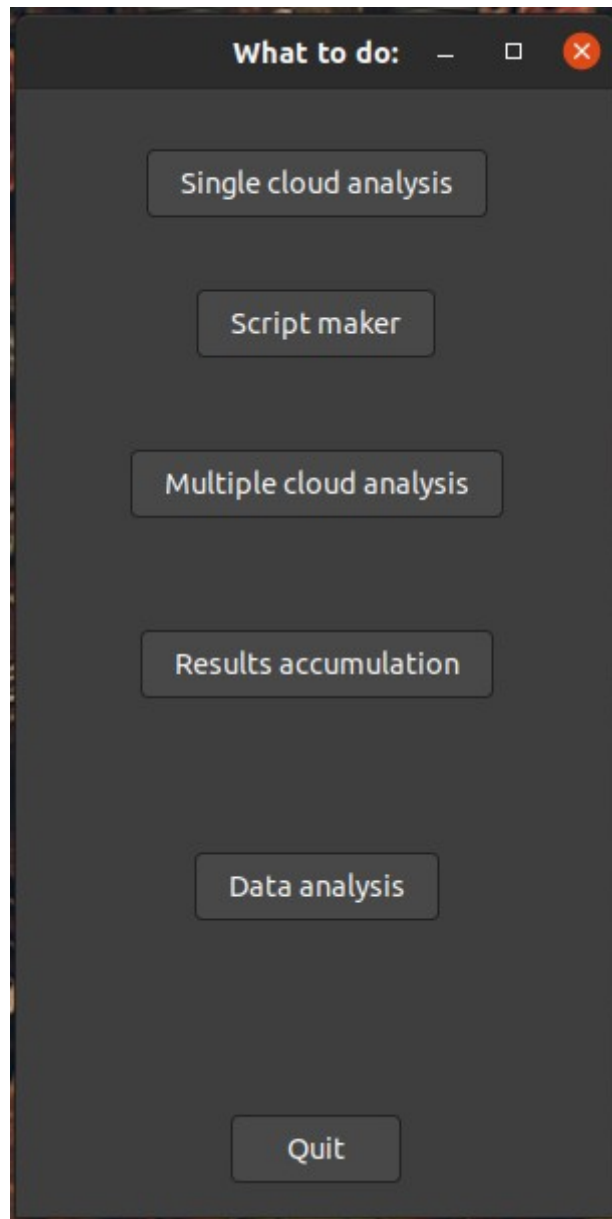 What to do:
Single cloud analysis
Script maker
Multiple cloud analysis
Results accumulation
Data analysis
Quit